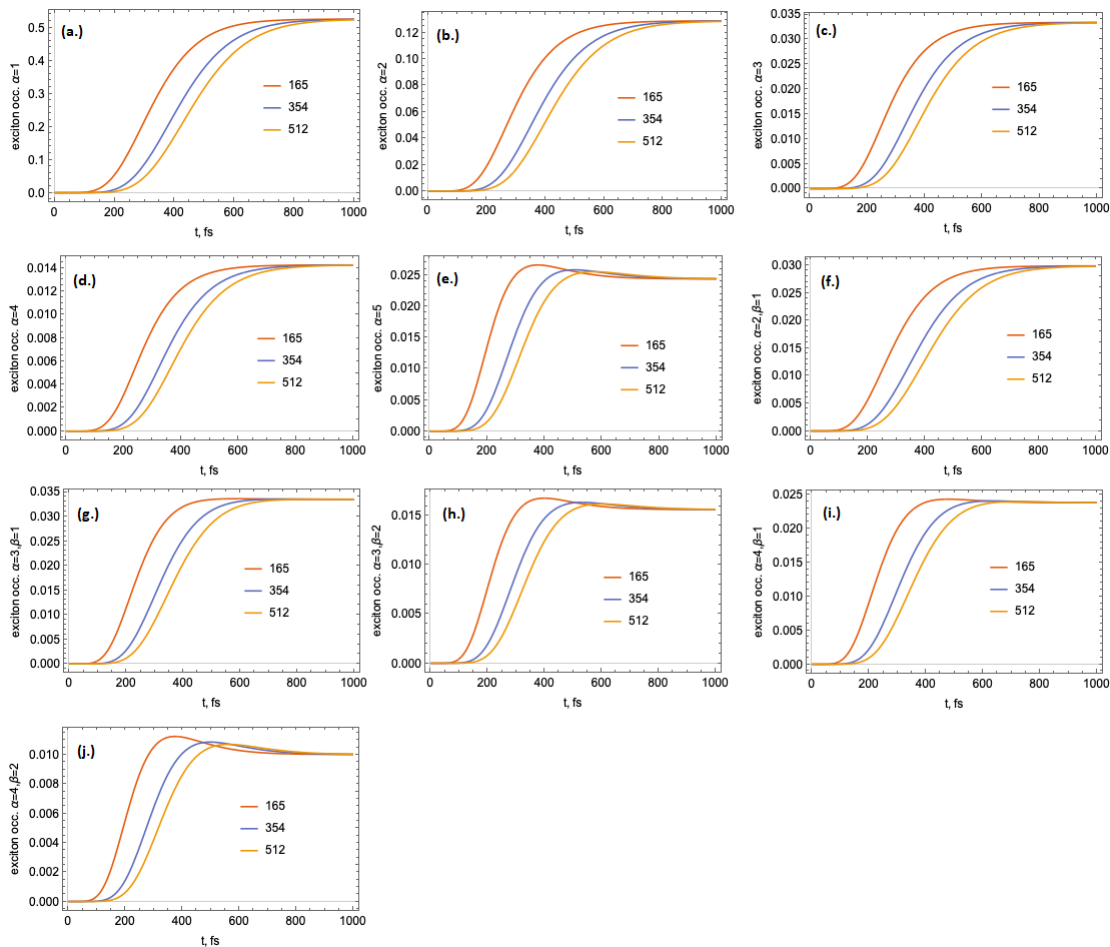 (a.)
exciton occ. α=1
0.5
0.4
0.3
0.2
0.1
0.0
165
354
512
0 200 400 600 800 1000
t, fs
(b.)
exciton occ. α=2
0.12
0.10
0.08
0.06
0.04
0.02
0.00
165
354
512
0 200 400 600 800 1000
t, fs
(c.)
exciton occ. α=3
0.035
0.030
0.025
0.020
0.015
0.010
0.005
0.000
165
354
512
0 200 400 600 800 1000
t, fs
(d.)
exciton occ. α=4
0.014
0.012
0.010
0.008
0.006
0.004
0.002
0.000
165
354
512
0 200 400 600 800 1000
t, fs
(e.)
exciton occ. α=5
0.025
0.020
0.015
0.010
0.005
0.000
165
354
512
0 200 400 600 800 1000
t, fs
(f.)
exciton occ. α=2,β=1
0.030
0.025
0.020
0.015
0.010
0.005
0.000
165
354
512
0 200 400 600 800 1000
t, fs
(g.)
exciton occ. α=3,β=1
0.035
0.030
0.025
0.020
0.015
0.010
0.005
0.000
165
354
512
0 200 400 600 800 1000
t, fs
(h.)
exciton occ. α=3,β=2
0.015
0.010
0.005
0.000
165
354
512
0 200 400 600 800 1000
t, fs
(i.)
exciton occ. α=4,β=1
0.025
0.020
0.015
0.010
0.005
0.000
165
354
512
0 200 400 600 800 1000
t, fs
(j.)
exciton occ. α=4,β=2
0.010
0.008
0.006
0.004
0.002
0.000
165
354
512
0 200 400 600 800 1000
t, fs